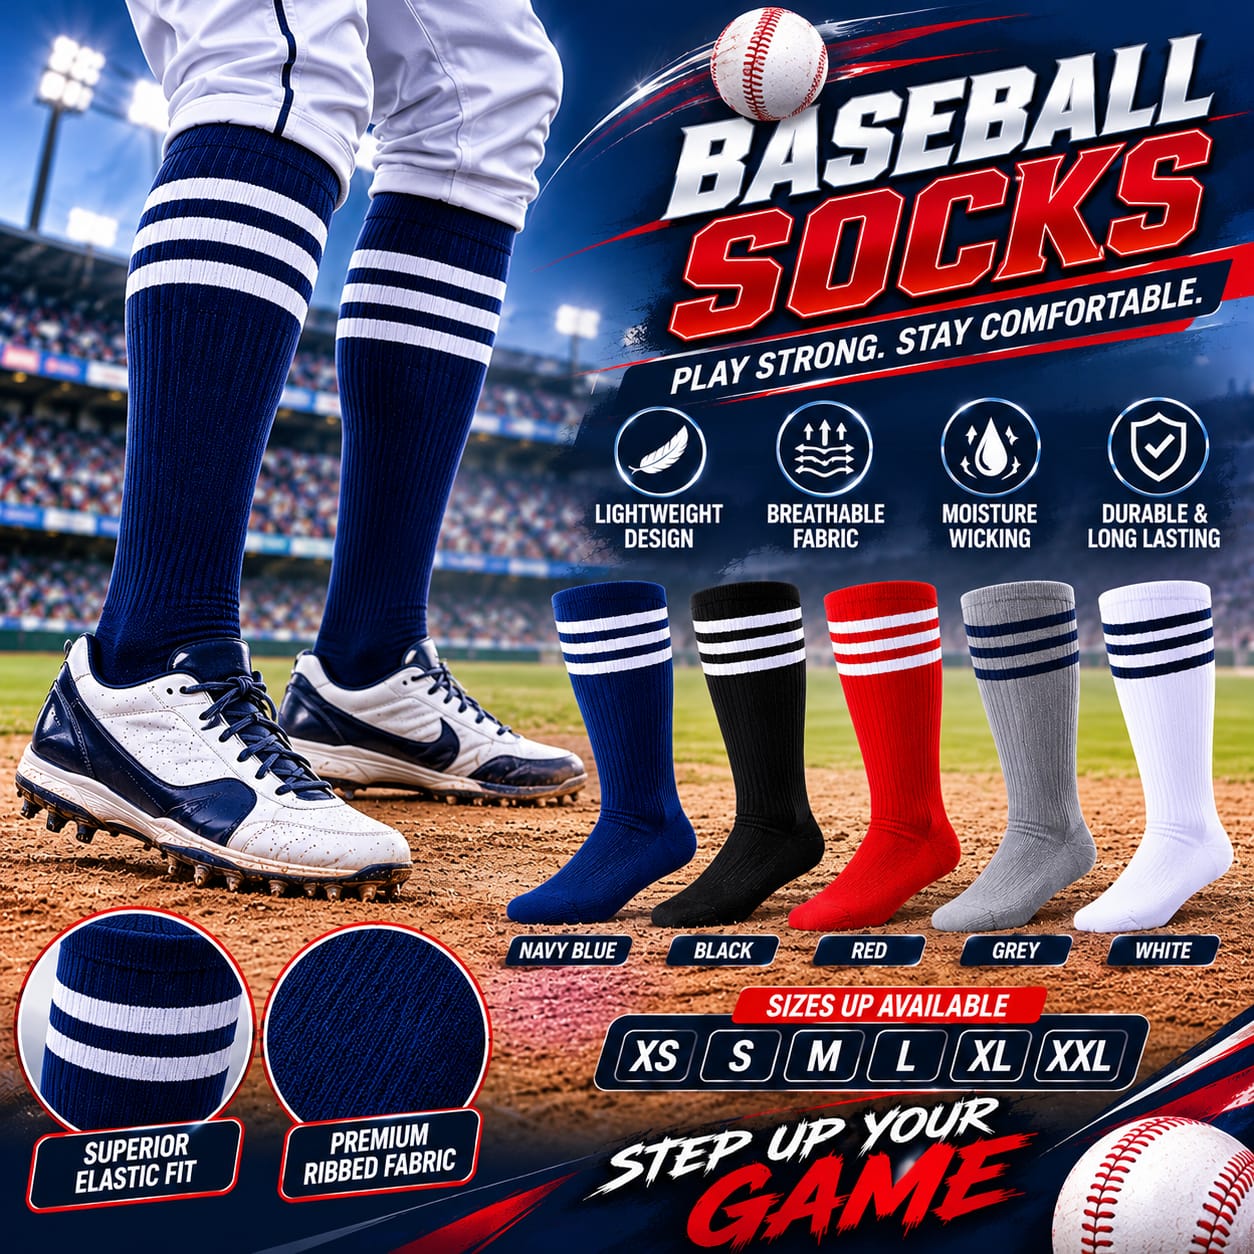 BASEBALL
SOCKS
PLAY STRONG. STAY COMFORTABLE.
LIGHTWEIGHT
DESIGN
BREATHABLE
FABRIC
MOISTURE
WICKING
DURABLE &
LONG LASTING
NAVY BLUE
BLACK
RED
GREY
WHITE
SIZES UP AVAILABLE
XS S M L XL XXL
SUPERIOR
ELASTIC FIT
PREMIUM
RIBBED FABRIC
STEP UP YOUR
GAME